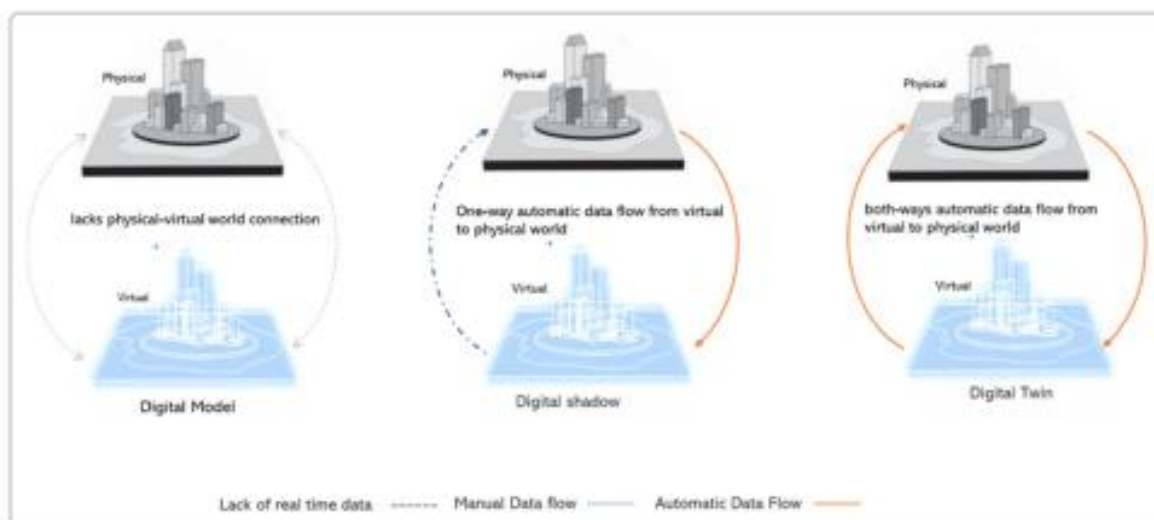 Physical
lacks physical-virtual world connection
Virtual
Digital Model
Physical
One-way automatic data flow from virtual
to physical world
Virtual
Digital shadow
Physical
both-ways automatic data flow from
virtual to physical world
Virtual
Digital Twin
Lack of real time data
Manual Data flow
Automatic Data Flow